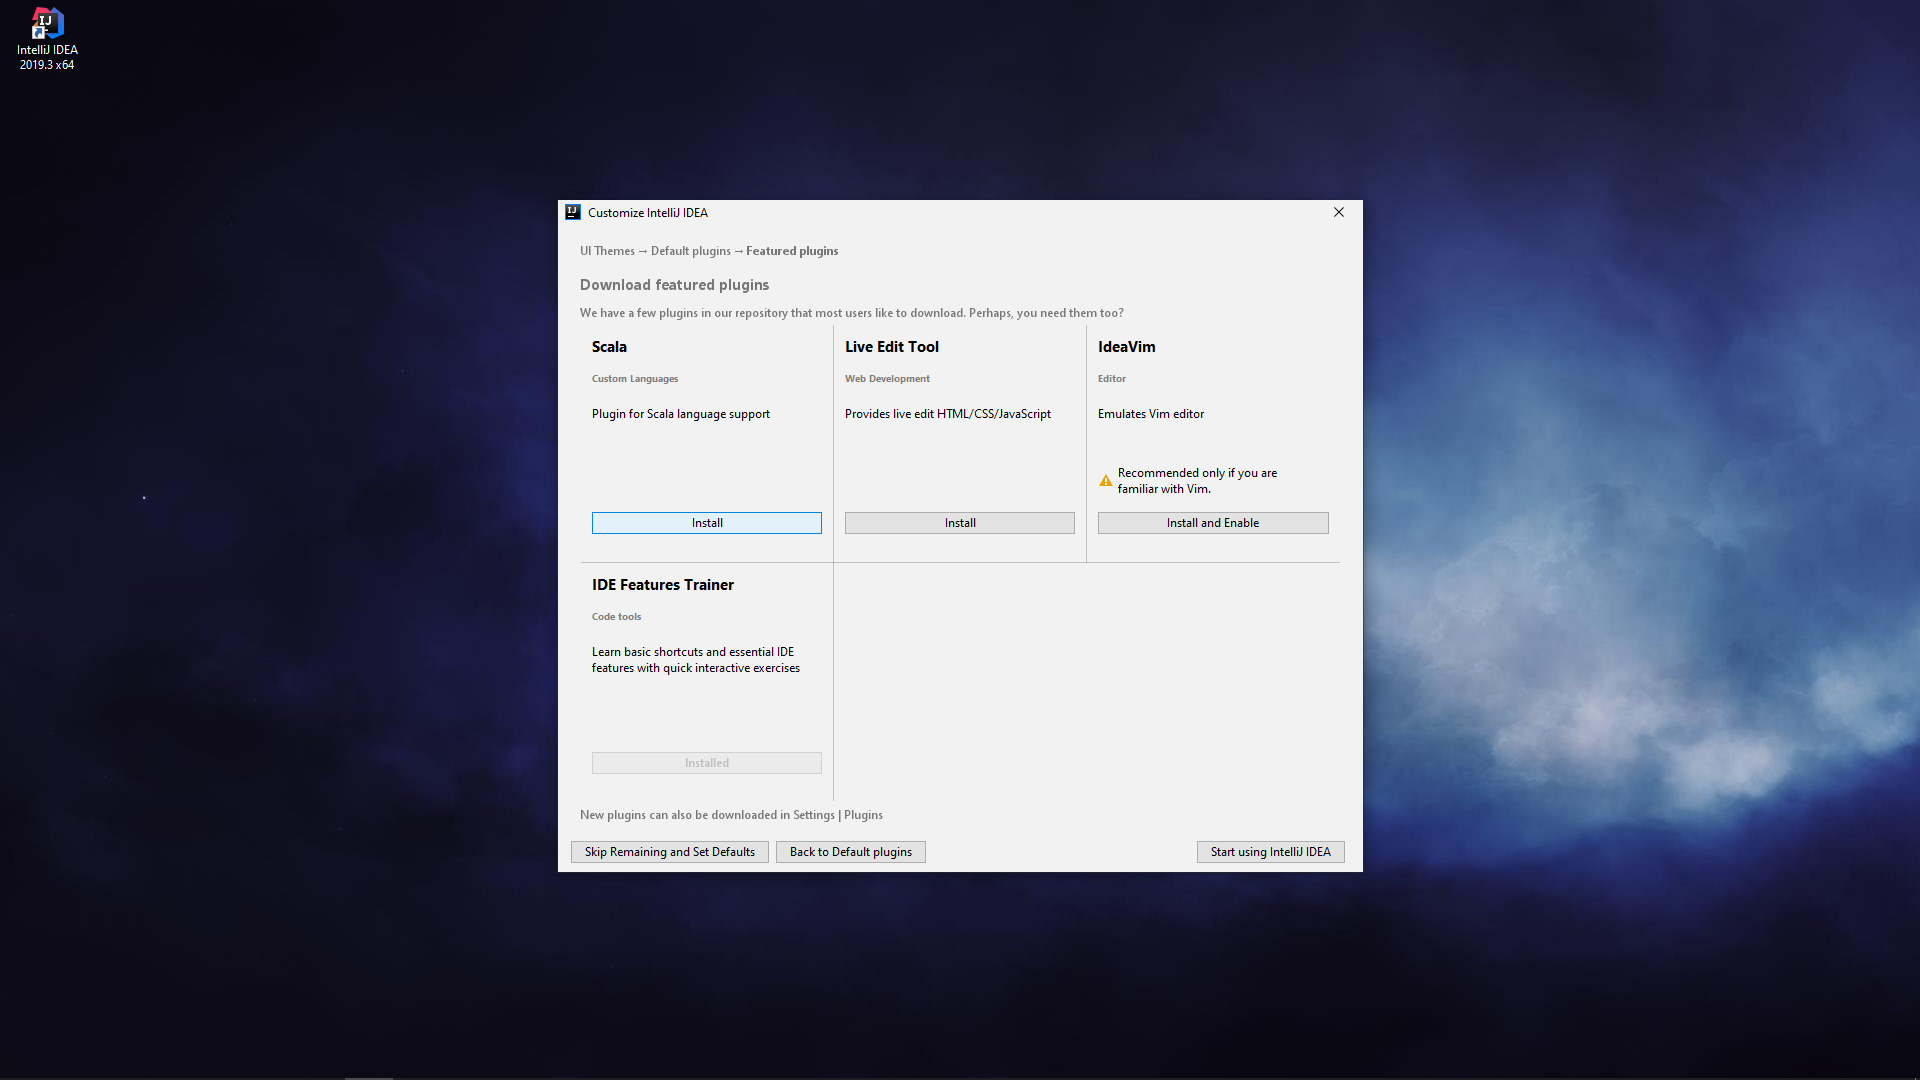 IJ
IntelliJ IDEA
2019.3 x64
IJ
Customize IntelliJ IDEA
UI Themes → Default plugins → Featured plugins
Download featured plugins
We have a few plugins in our repository that most users like to download. Perhaps, you need them too?
Scala
Custom Languages
Plugin for Scala language support
Install
Live Edit Tool
Web Development
Provides live edit HTML/CSS/JavaScript
Install
IdeaVim
Editor
Emulates Vim editor
Recommended only if you are
familiar with Vim.
Install and Enable
IDE Features Trainer
Code tools
Learn basic shortcuts and essential IDE
features with quick interactive exercises
Installed
New plugins can also be downloaded in Settings | Plugins
Skip Remaining and Set Defaults
Back to Default plugins
Start using IntelliJ IDEA